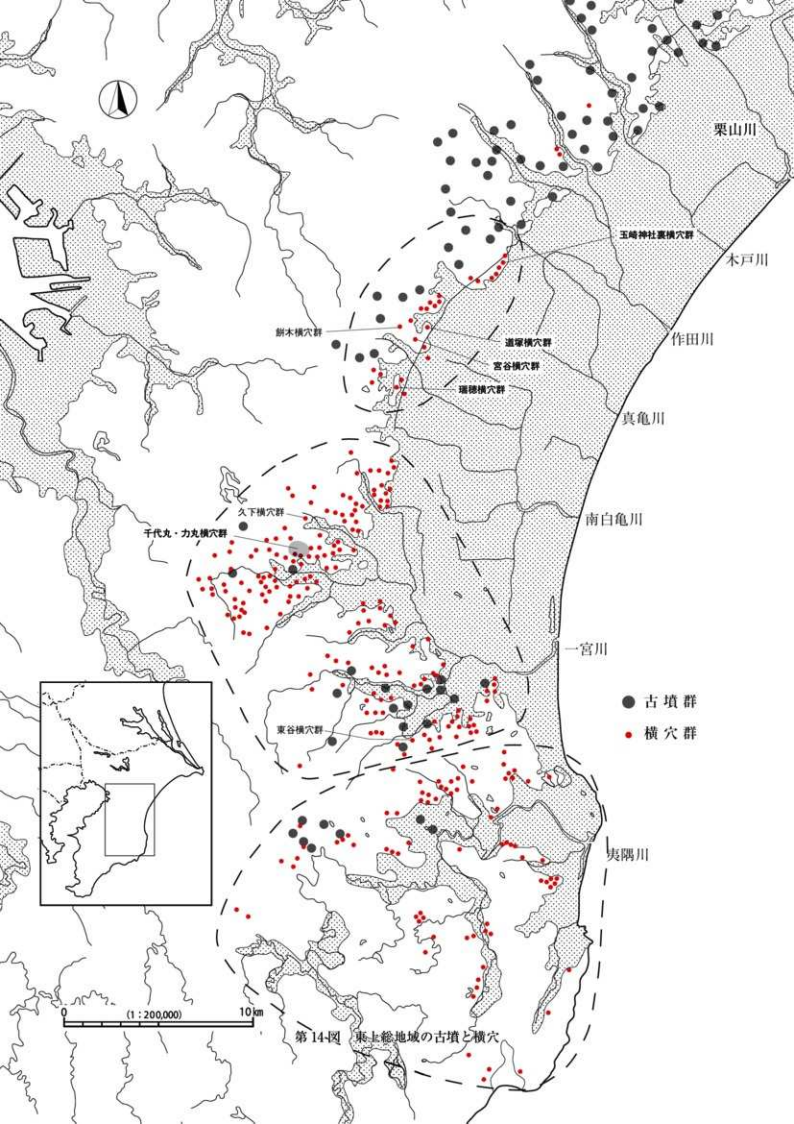 栗山川
玉崎神社裏横穴群
木戸川
餅木横穴群
道塚横穴群
作田川
宮谷横穴群
瑞穂横穴群
真亀川
久下横穴群
南白亀川
千代丸・力丸横穴群
一宮川
古墳群
東谷横穴群
横穴群
夷隅川
0
(1:200,000)
10㎞
第14図 東上総地域の古墳と横穴